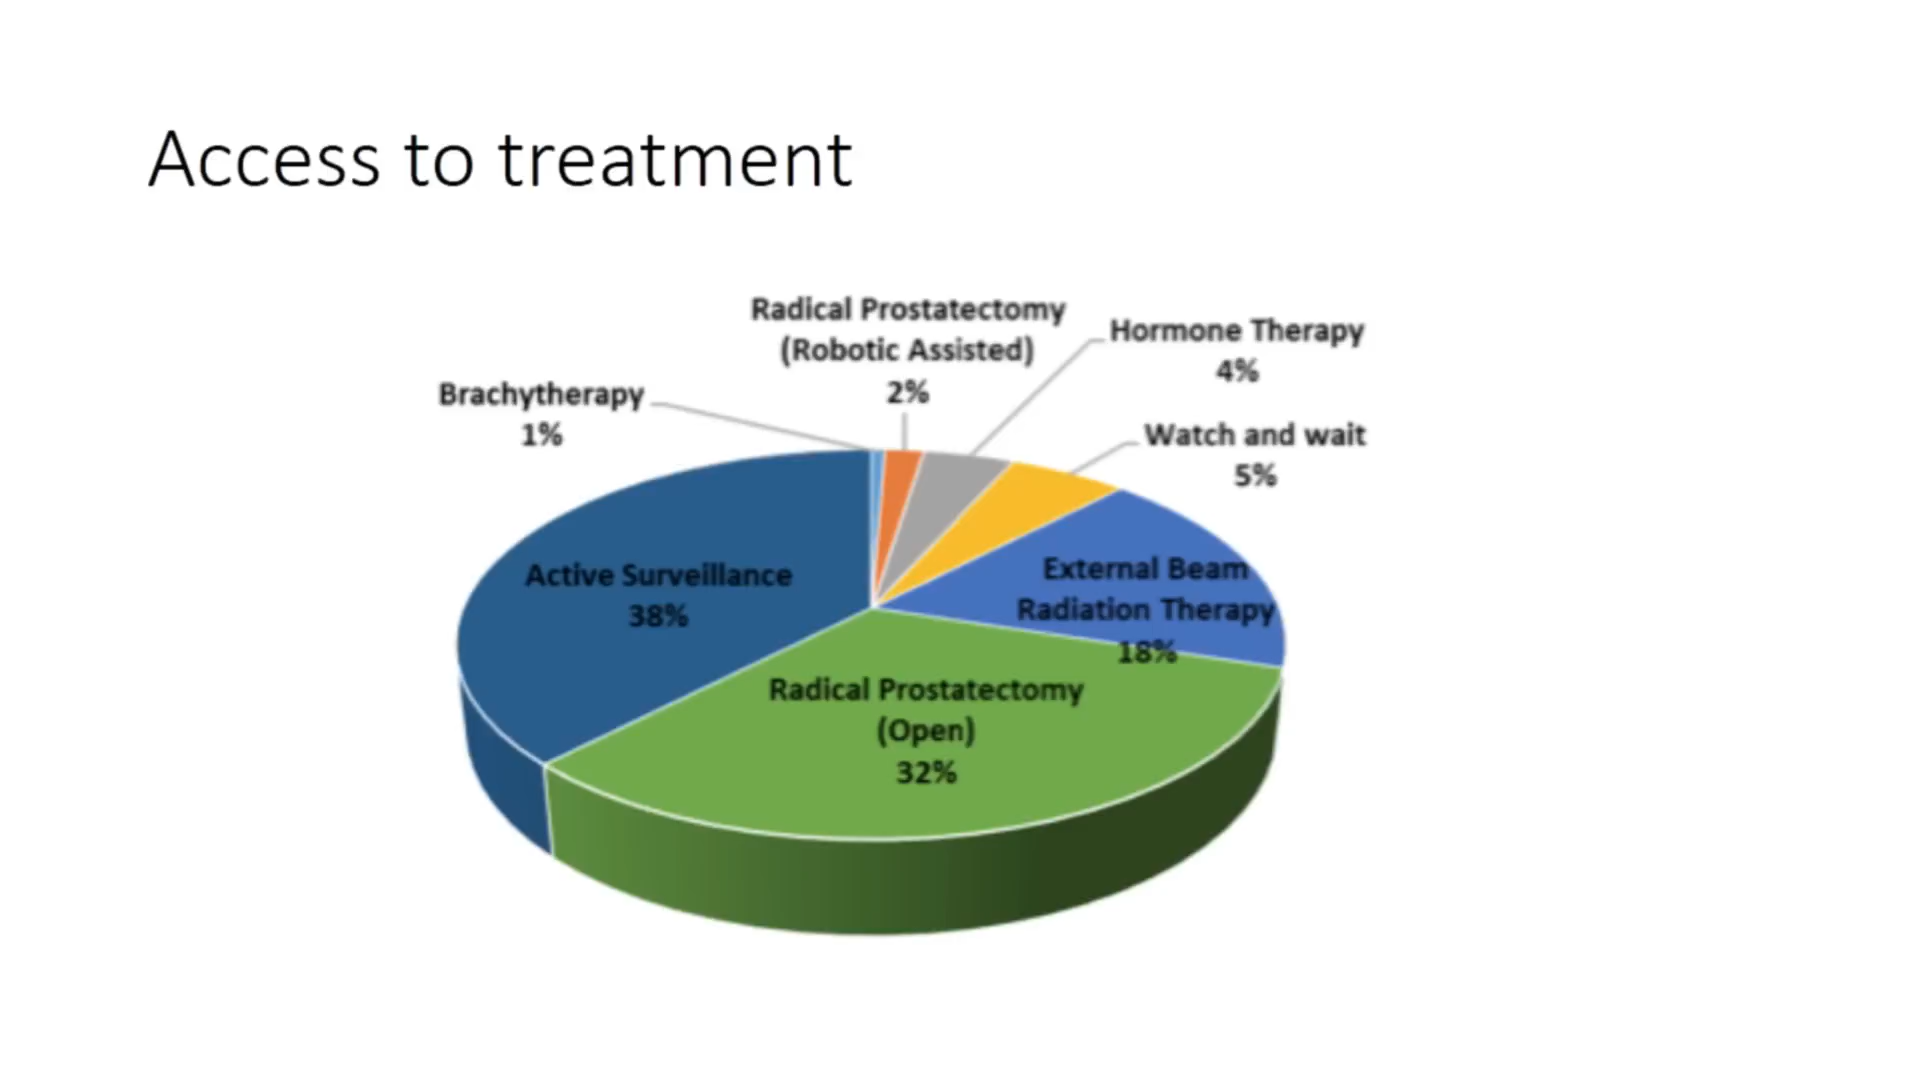 Access to treatment
Radical Prostatectomy
(Robotic Assisted)
2%
Hormone Therapy
4%
Brachytherapy
1%
Watch and wait
5%
External Beam
Radiation Therapy
18%
Active Surveillance
38%
Radical Prostatectomy
(Open)
32%